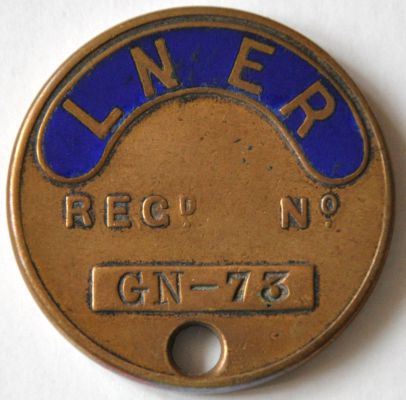 LNER
REGD NO
GN-73